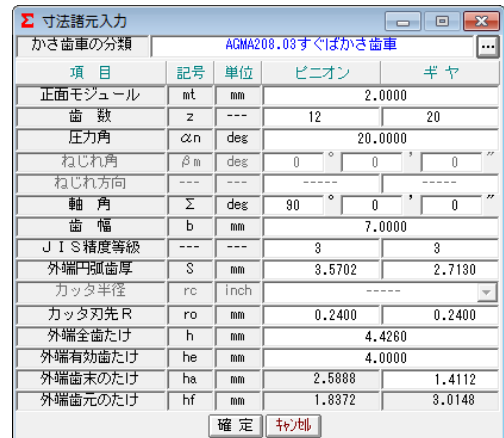 Σ 寸法諸元入力
かさ歯車の分類 AGMA208.03すぐばかさ歯車 ...
項 目 記号 単位 ピニオン ギヤ
正面モジュール mt mm 2.0000
歯 数 z --- 12 20
圧力角 αn deg 20.0000
ねじれ角 βm deg 0 ° 0 ' 0 ″
ねじれ方向 --- --- ----- -----
軸 角 Σ deg 90 ° 0 ' 0 ″
歯 幅 b mm 7.0000
JIS精度等級 --- --- 3 3
外端円弧歯厚 S mm 3.5702 2.7130
カッタ半径 rc inch -----
カッタ刃先R ro mm 0.2400 0.2400
外端全歯たけ h mm 4.4260
外端有効歯たけ he mm 4.0000
外端歯末のたけ ha mm 2.5888 1.4112
外端歯元のたけ hf mm 1.8372 3.0148
確 定 キャンセル